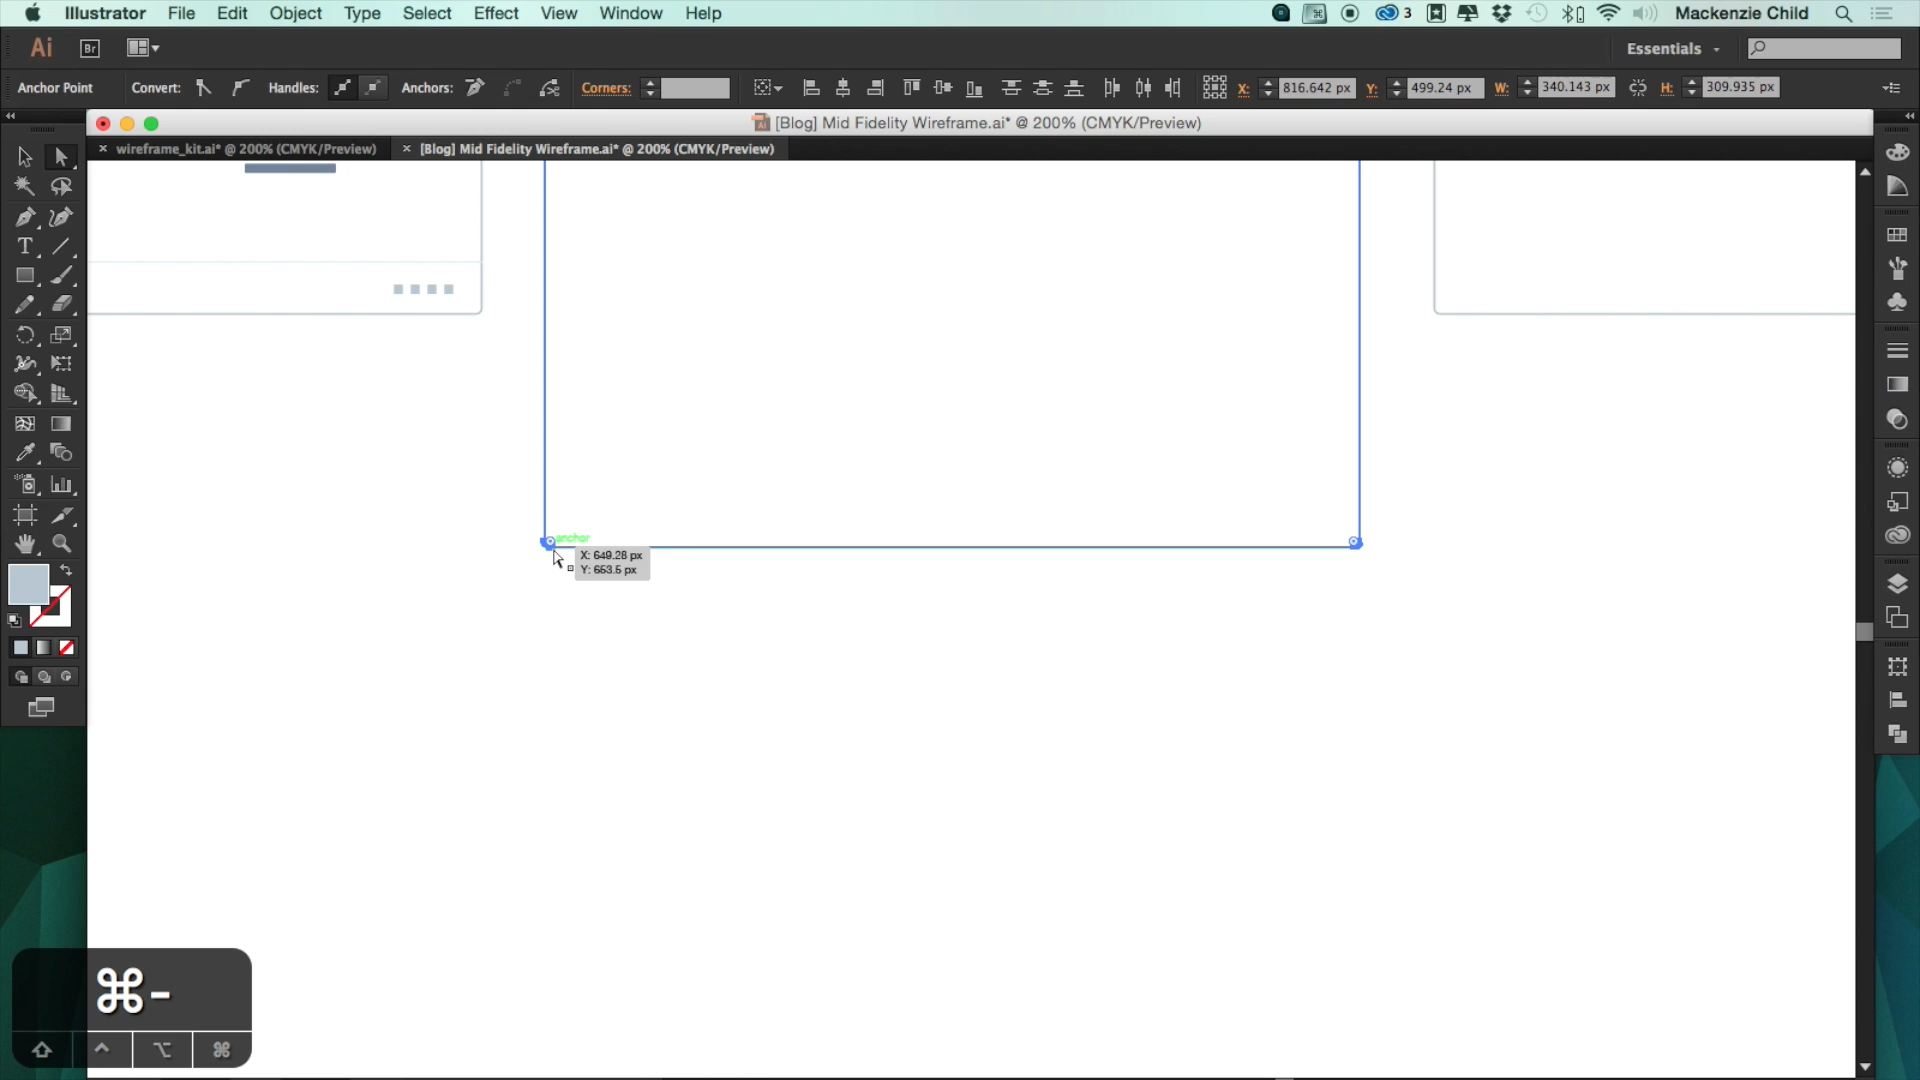 Illustrator File Edit Object Type Select Effect View Window Help 3 Mackenzie Child
Ai Br Essentials
Anchor Point Convert: Handles: Anchors: Corners: X: 816.642 px Y: 499.24 px W: 340.143 px H: 309.935 px
[Blog] Mid Fidelity Wireframe.ai* @ 200% (CMYK/Preview)
× wireframe_kit.ai* @ 200% (CMYK/Preview) × [Blog] Mid Fidelity Wireframe.ai* @ 200% (CMYK/Preview)
anchor
X: 649.28 px
Y: 653.5 px
⌘-
⇧ ^ ⌥ ⌘